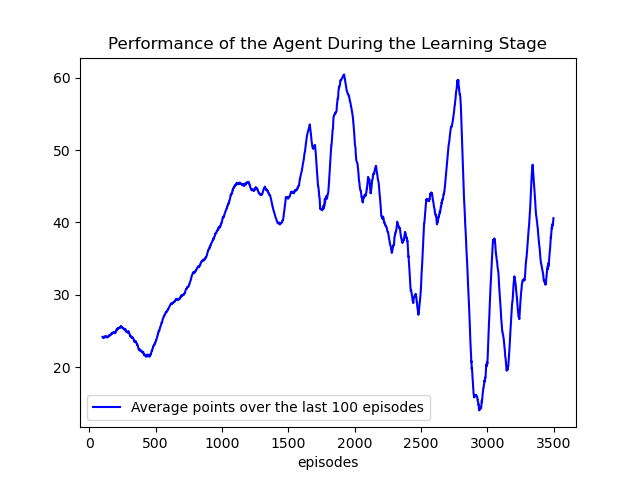 Performance of the Agent During the Learning Stage
60
50
40
30
20
Average points over the last 100 episodes
0 500 1000 1500 2000 2500 3000 3500
episodes